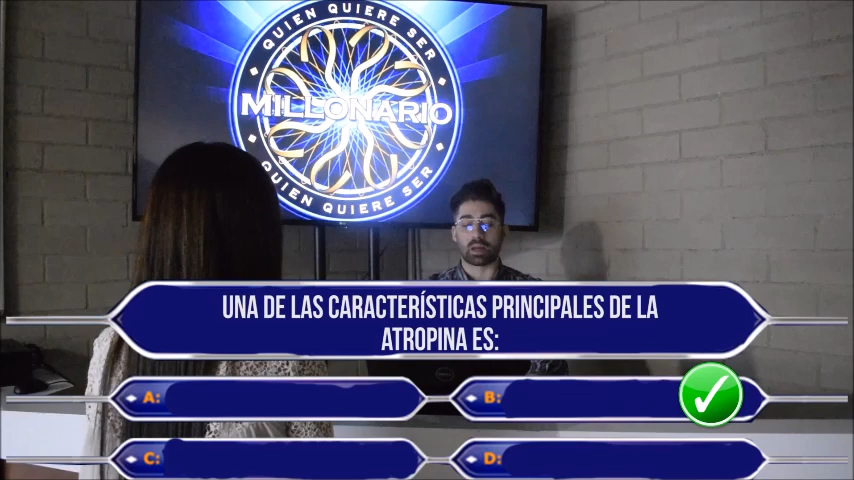 QUIEN QUIERE SER
MILLONARIO
QUIEN QUIERE SER
UNA DE LAS CARACTERÍSTICAS PRINCIPALES DE LA
ATROPINA ES:
A:
B:
C:
D: